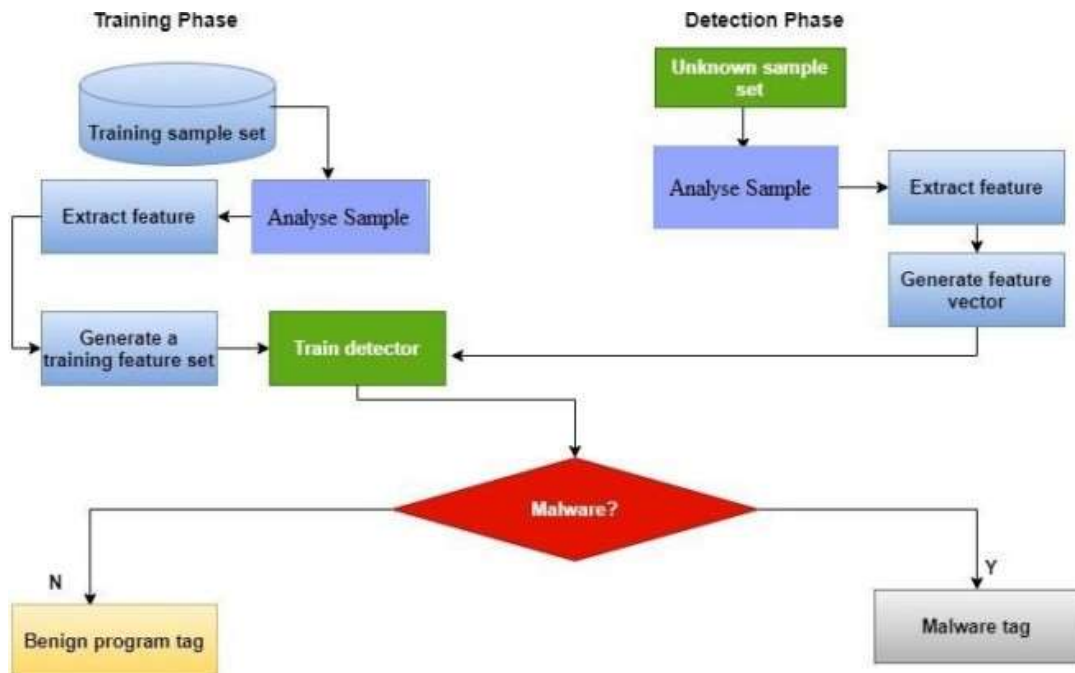 Training Phase
Detection Phase
Training sample set
Unknown sample
set
Extract feature
Analyse Sample
Analyse Sample
Extract feature
Generate a
training feature set
Train detector
Generate feature
vector
Malware?
N
Y
Benign program tag
Malware tag